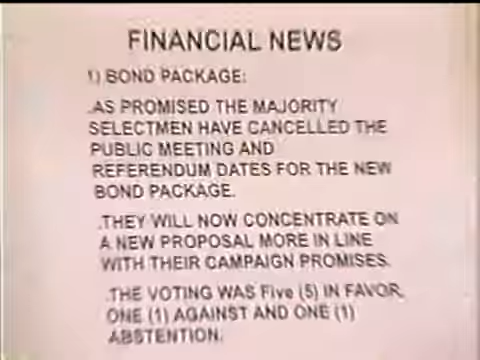 FINANCIAL NEWS
1) BOND PACKAGE:
.AS PROMISED THE MAJORITY
SELECTMEN HAVE CANCELLED THE
PUBLIC MEETING AND
REFERENDUM DATES FOR THE NEW
BOND PACKAGE.
.THEY WILL NOW CONCENTRATE ON
A NEW PROPOSAL MORE IN LINE
WITH THEIR CAMPAIGN PROMISES.
.THE VOTING WAS Five (5) IN FAVOR,
ONE (1) AGAINST AND ONE (1)
ABSTENTION.